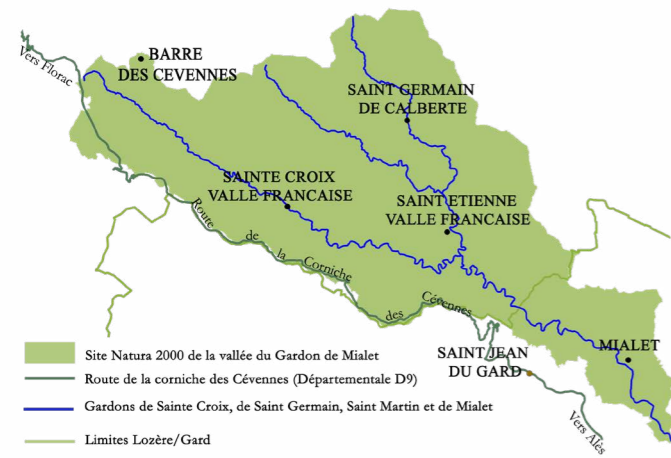 Vers Florac
BARRE
DES CEVENNES
SAINT GERMAIN
DE CALBERTE
SAINTE CROIX
VALLE FRANCAISE
SAINT ETIENNE
VALLE FRANCAISE
Route de la Corniche des Cévennes
MIALET
SAINT JEAN
DU GARD
Vers Alès
Site Natura 2000 de la vallée du Gardon de Mialet
Route de la corniche des Cévennes (Départementale D9)
Gardons de Sainte Croix, de Saint Germain, Saint Martin et de Mialet
Limites Lozère/Gard